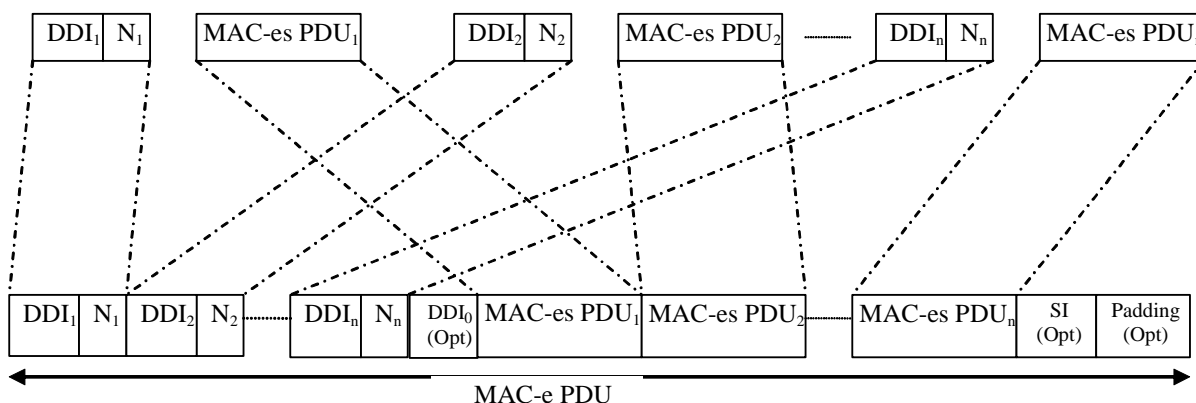 DDI₁ N₁ MAC-es PDU₁ DDI₂ N₂ MAC-es PDU₂ DDIₙ Nₙ MAC-es PDU
DDI₁ N₁ DDI₂ N₂ DDIₙ Nₙ DDI₀ (Opt) MAC-es PDU₁ MAC-es PDU₂ MAC-es PDUₙ SI (Opt) Padding (Opt)
MAC-e PDU